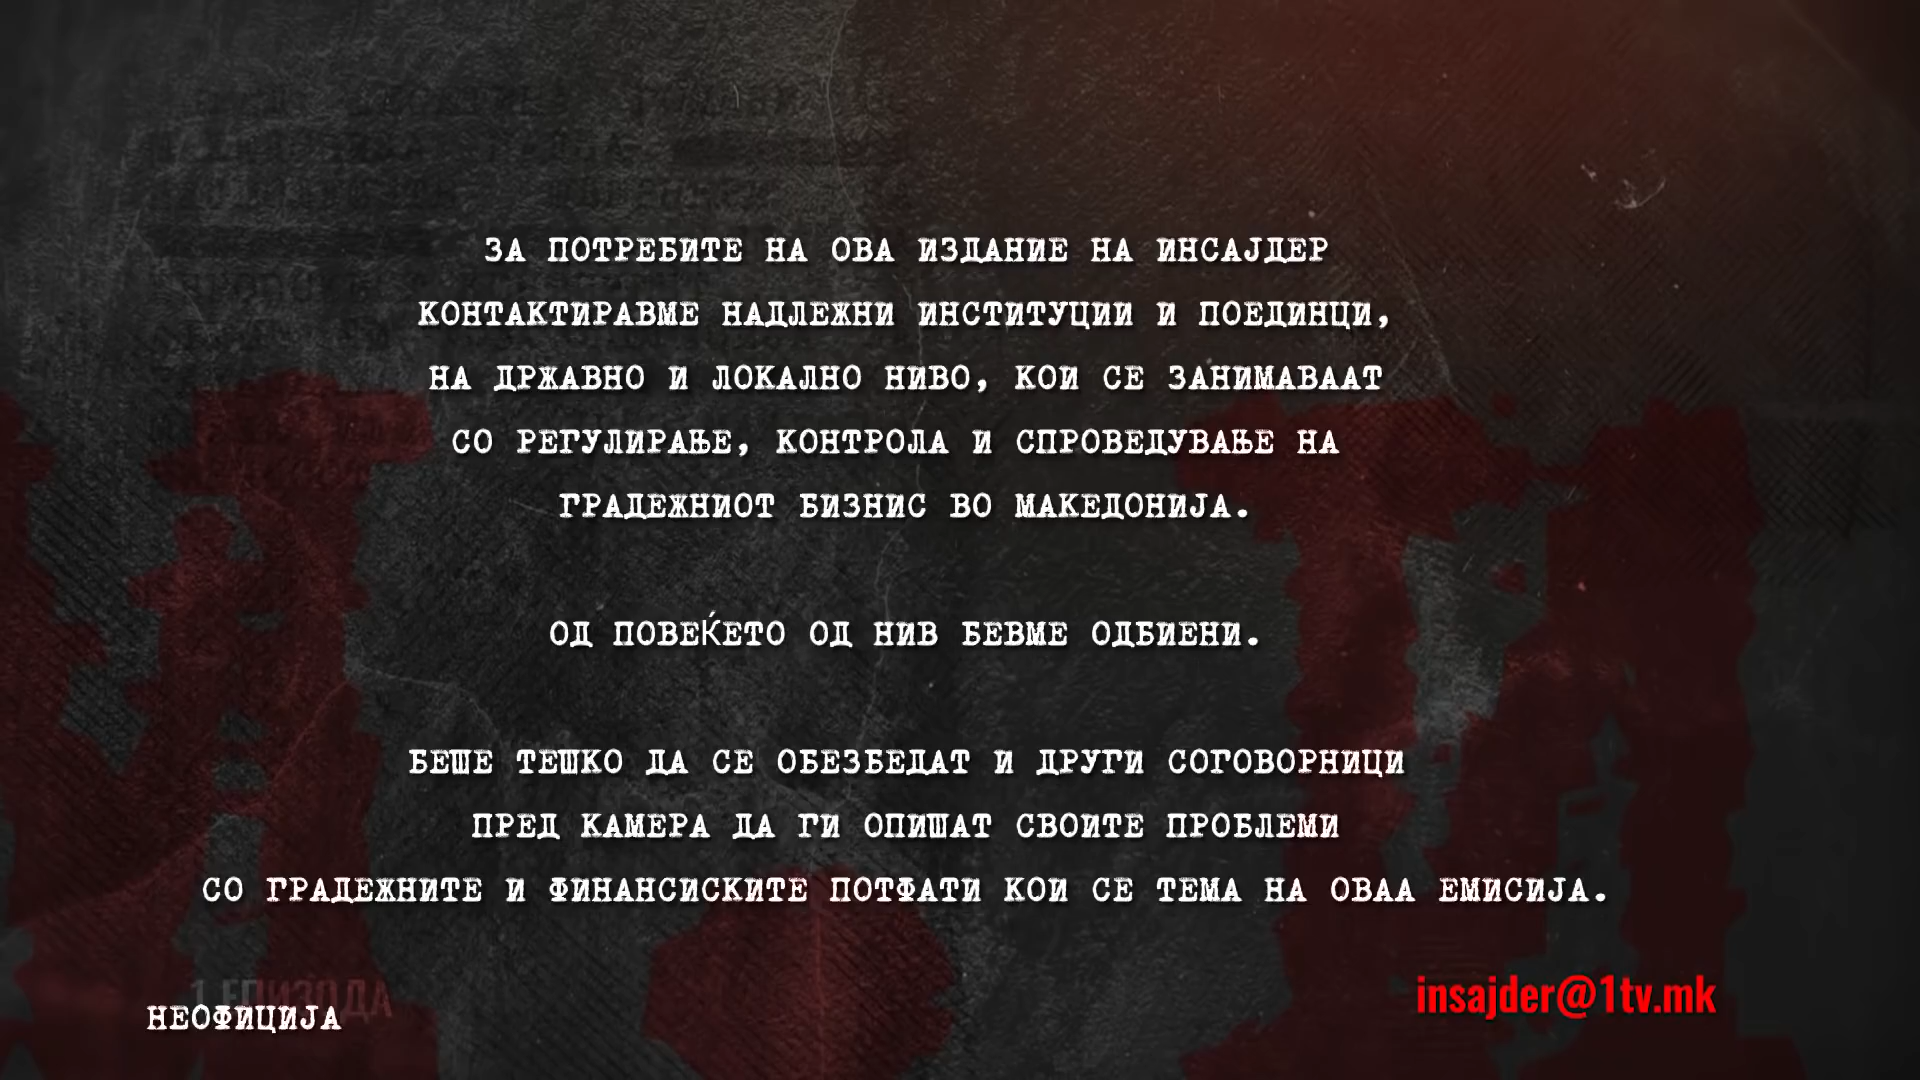 ЗА ПОТРЕБИТЕ НА ОВА ИЗДАНИЕ НА ИНСАЈДЕР
КОНТАКТИРАВМЕ НАДЛЕЖНИ ИНСТИТУЦИИ И ПОЕДИНЦИ,
НА ДРЖАВНО И ЛОКАЛНО НИВО, КОИ СЕ ЗАНИМАВААТ
СО РЕГУЛИРАЊЕ, КОНТРОЛА И СПРОВЕДУВАЊЕ НА
ГРАДЕЖНИОТ БИЗНИС ВО МАКЕДОНИЈА.
ОД ПОВЕЌЕТО ОД НИВ БЕВМЕ ОДБИЕНИ.
БЕШЕ ТЕШКО ДА СЕ ОБЕЗБЕДАТ И ДРУГИ СОГОВОРНИЦИ
ПРЕД КАМЕРА ДА ГИ ОПИШАТ СВОИТЕ ПРОБЛЕМИ
СО ГРАДЕЖНИТЕ И ФИНАНСИСКИТЕ ПОТФАТИ КОИ СЕ ТЕМА НА ОВАА ЕМИСИЈА.
1 ЕПИЗОДА
НЕОФИЦИЈА
insajder@1tv.mk